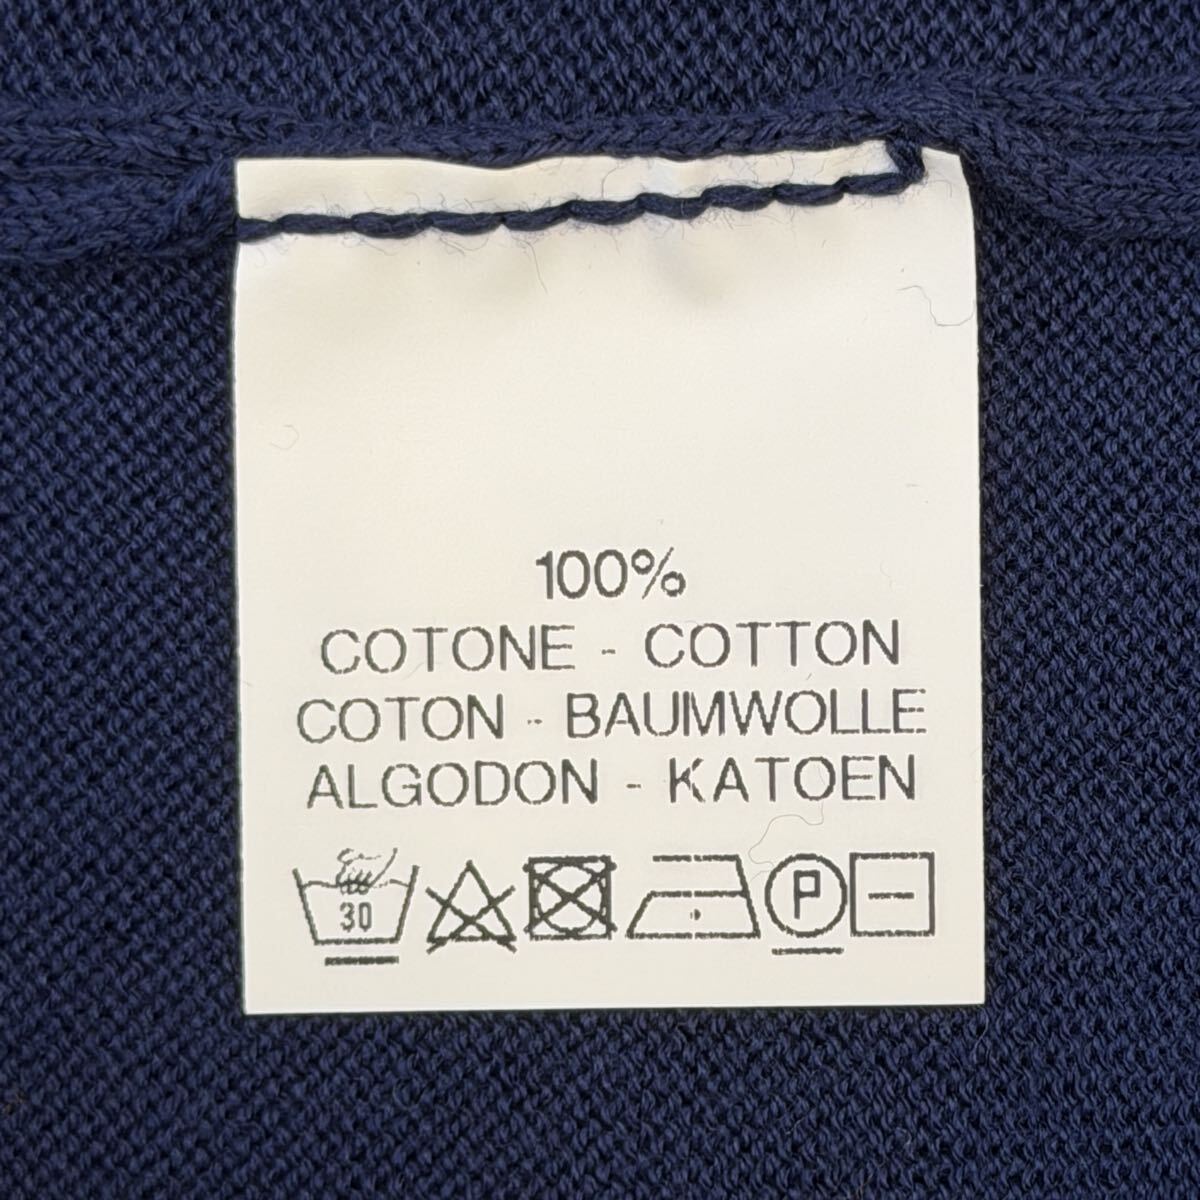 100%
COTONE - COTTON
COTON - BAUMWOLLE
ALGODON - KATOEN
30 P